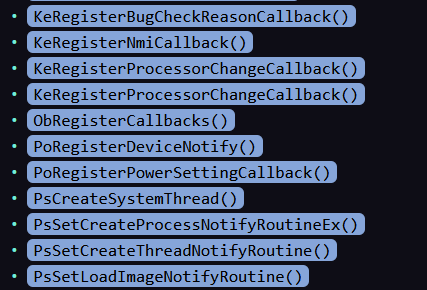 • KeRegisterBugCheckReasonCallback()
• KeRegisterNmiCallback()
• KeRegisterProcessorChangeCallback()
• KeRegisterProcessorChangeCallback()
• ObRegisterCallbacks()
• PoRegisterDeviceNotify()
• PoRegisterPowerSettingCallback()
• PsCreateSystemThread()
• PsSetCreateProcessNotifyRoutineEx()
• PsSetCreateThreadNotifyRoutine()
• PsSetLoadImageNotifyRoutine()